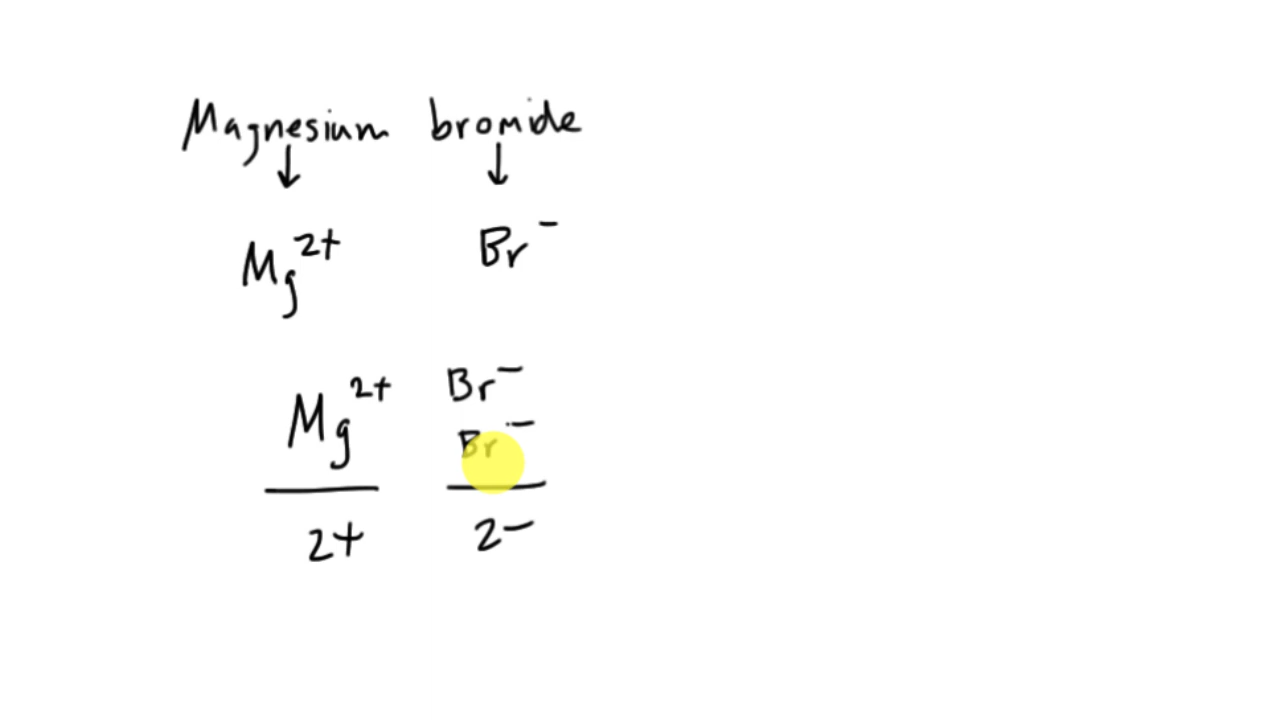 Magnesium bromide
Mg²⁺ Br⁻
Mg²⁺ Br⁻
Br⁻
2+ 2−